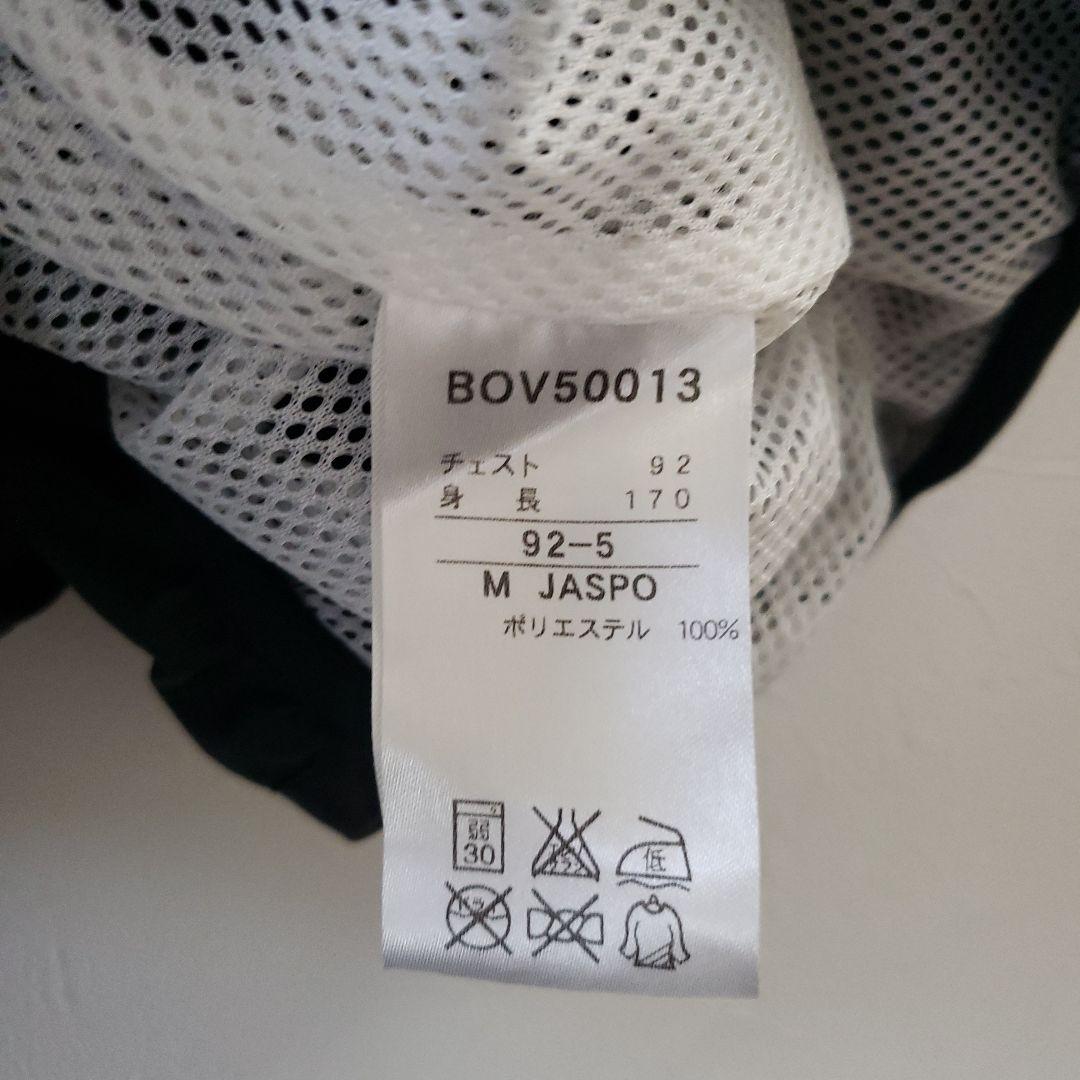 BOV50013
チェスト 92
身 長 170
92-5
M JASPO
ポリエステル 100%
30
低